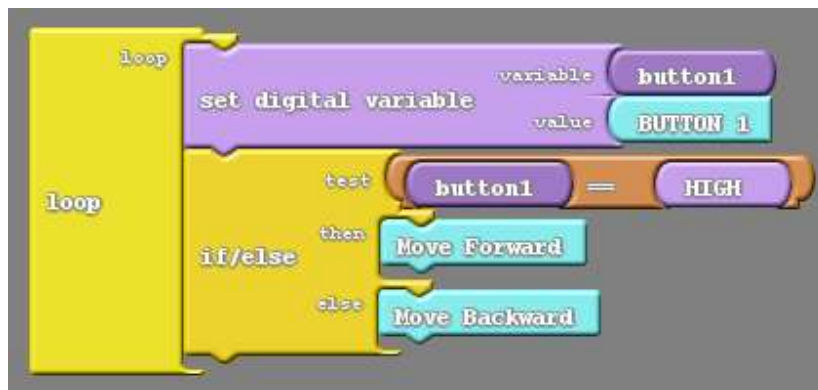 loop
loop
set digital variable
variable
button1
value
BUTTON 1
if/else
test
button1 == HIGH
then
Move Forward
else
Move Backward